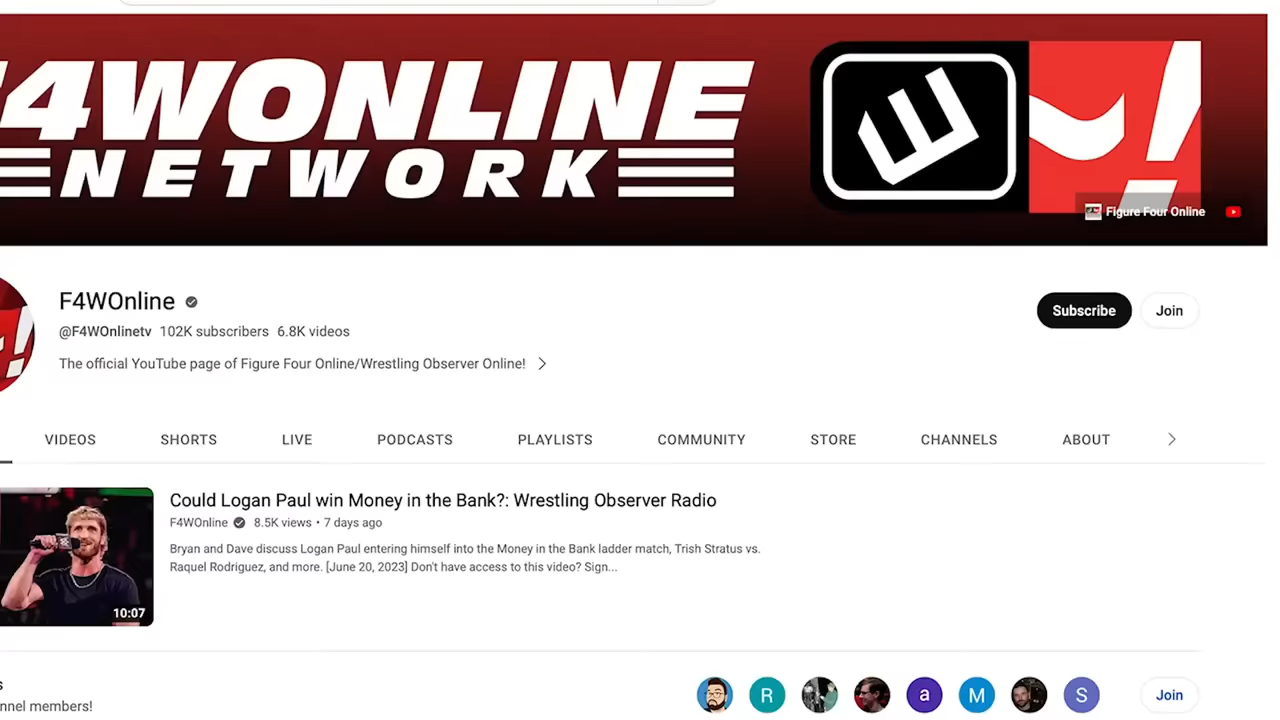 F4WONLINE
NETWORK
Figure Four Online
F4WOnline
@F4WOnlinetv 102K subscribers 6.8K videos
The official YouTube page of Figure Four Online/Wrestling Observer Online!
Subscribe
Join
VIDEOS SHORTS LIVE PODCASTS PLAYLISTS COMMUNITY STORE CHANNELS ABOUT
Could Logan Paul win Money in the Bank?: Wrestling Observer Radio
F4WOnline 8.5K views • 7 days ago
Bryan and Dave discuss Logan Paul entering himself into the Money in the Bank ladder match, Trish Stratus vs.
Raquel Rodriguez, and more. [June 20, 2023] Don't have access to this video? Sign...
10:07
R a M S
Join
nnel members!